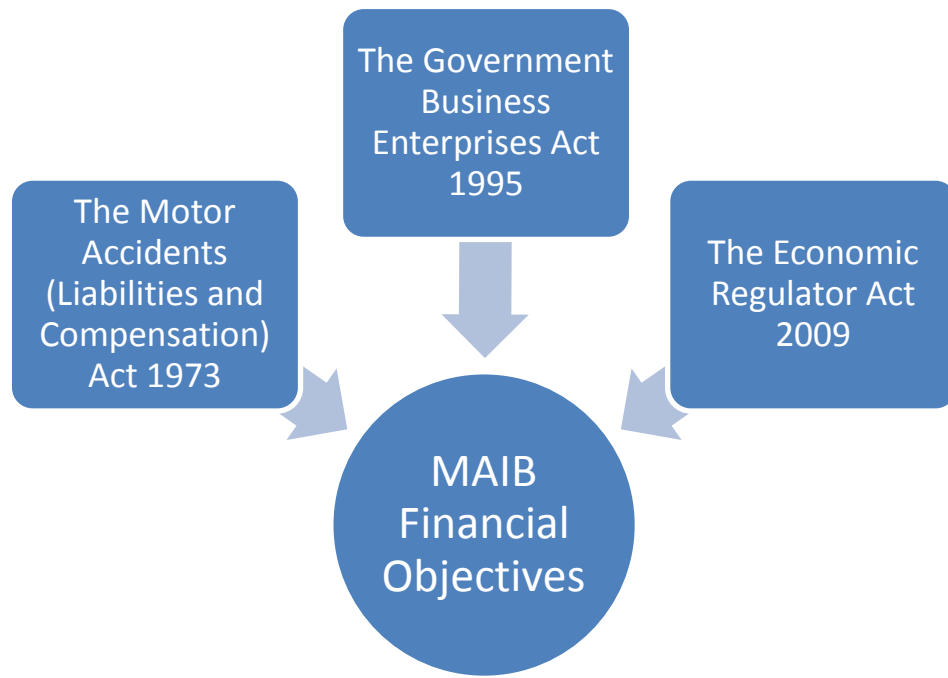 The Government
Business
Enterprises Act
1995
The Motor
Accidents
(Liabilities and
Compensation)
Act 1973
The Economic
Regulator Act
2009
MAIB
Financial
Objectives